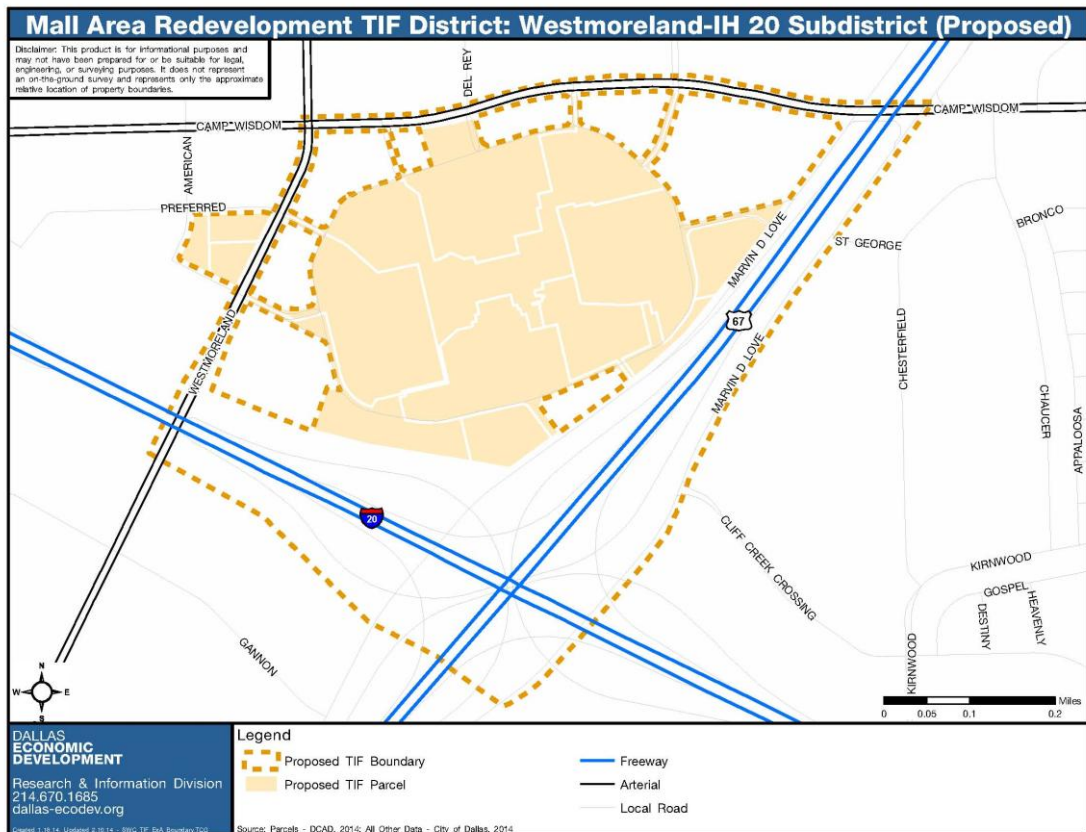 Mall Area Redevelopment TIF District: Westmoreland-IH 20 Subdistrict (Proposed)
Disclaimer: This product is for informational purposes and
may not have been prepared for or be suitable for legal,
engineering, or surveying purposes. It does not represent
an on-the-ground survey and represents only the approximate
relative location of property boundaries.
DEL REY
CAMP WISDOM
CAMP WISDOM
AMERICAN
PREFERRED
BRONCO
MARVIN D LOVE
ST GEORGE
WESTMORELAND
67
CHESTERFIELD
MARVIN D LOVE
CHAUCER
APPALOOSA
20
CLIFF CREEK CROSSING
KIRNWOOD
GOSPEL
DESTINY
HEAVENLY
GANNON
KIRNWOOD
N
W E
S
Miles
0 0.05 0.1 0.2
DALLAS
ECONOMIC
DEVELOPMENT
Research & Information Division
214.670.1685
dallas-ecodev.org
Legend
Proposed TIF Boundary
Proposed TIF Parcel
Freeway
Arterial
Local Road
Source: Parcels - DCAD, 2014; All Other Data - City of Dallas, 2014